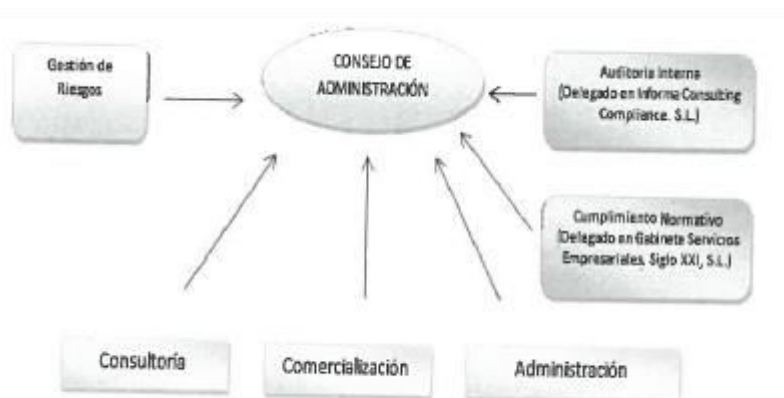 Gestión de
Riesgos
CONSEJO DE
ADMINISTRACIÓN
Auditoría Interna
(Delegado en Informa Consulting
Compliance. S.L.)
Cumplimiento Normativo
(Delegado en Gabinete Servicios
Empresariales, Siglo XXI, S.L.)
Consultoría
Comercialización
Administración